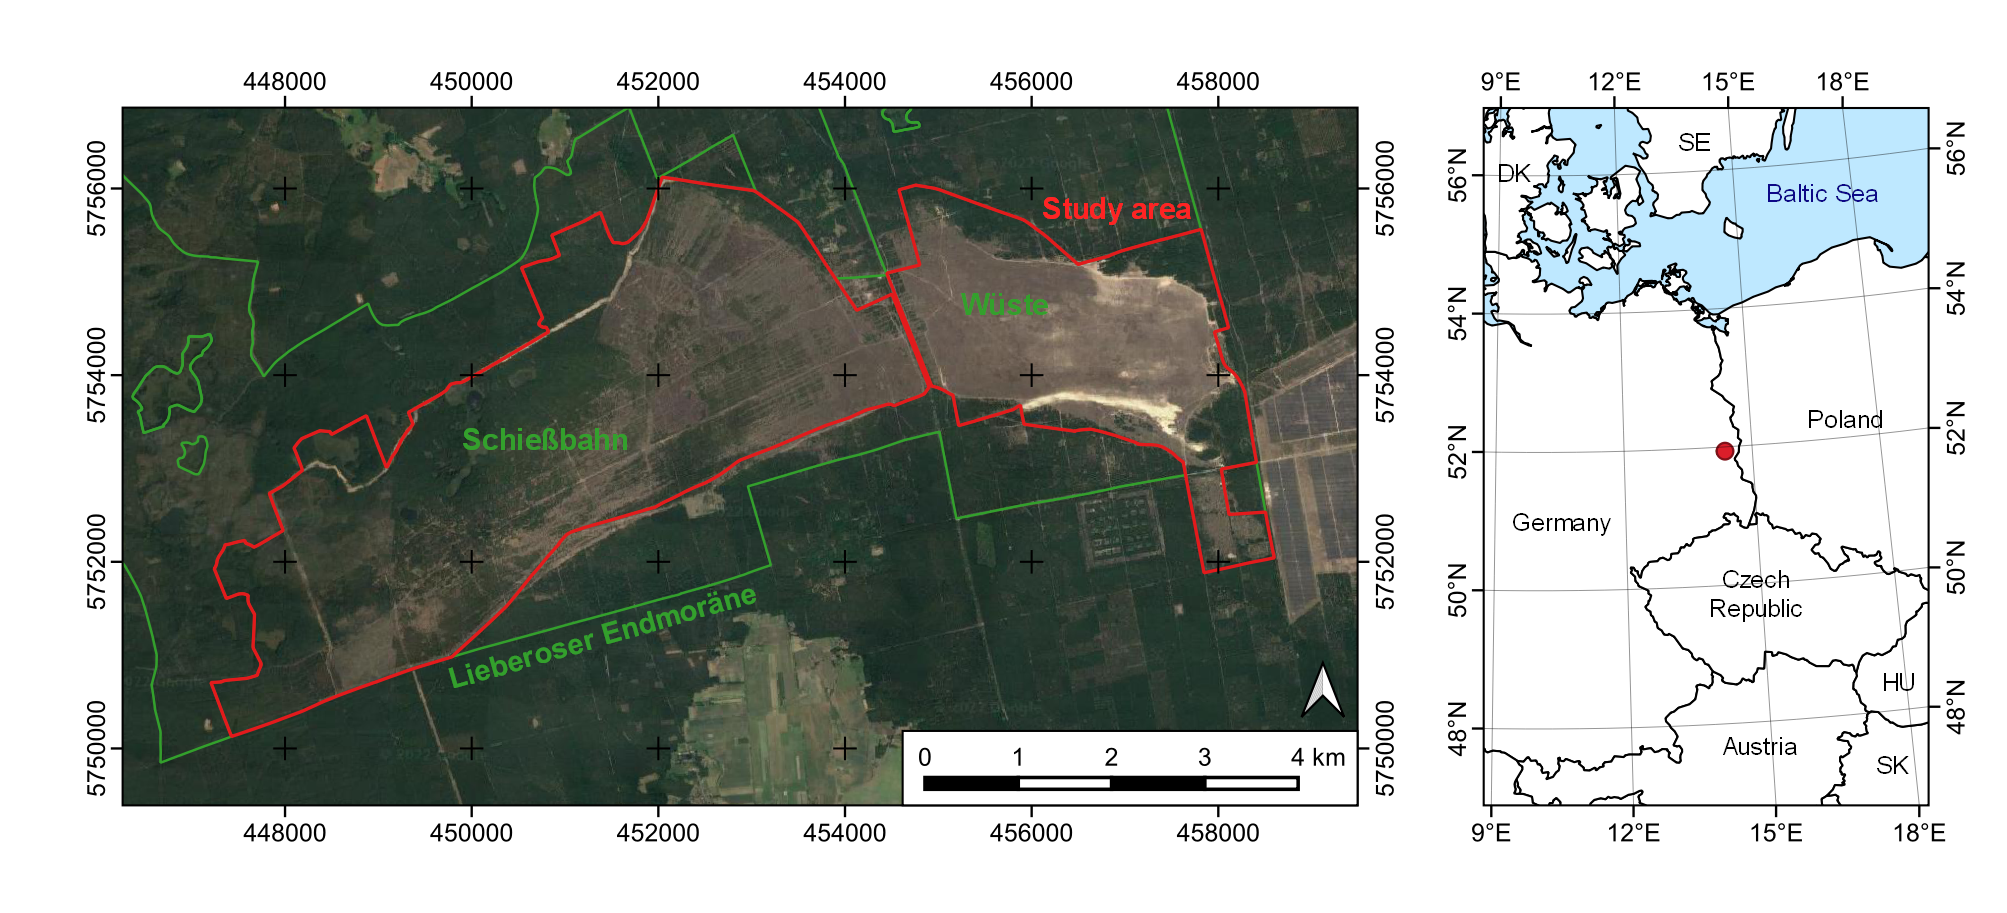 448000 450000 452000 454000 456000 458000
5756000
5754000
5752000
5750000
Study area
Wüste
Schießbahn
Lieberoser Endmoräne
0 1 2 3 4 km
5756000
5754000
5752000
5750000
448000 450000 452000 454000 456000 458000
9°E 12°E 15°E 18°E
56°N
54°N
52°N
50°N
48°N
SE
DK
Baltic Sea
Poland
Germany
Czech
Republic
HU
Austria
SK
56°N
54°N
52°N
50°N
48°N
9°E 12°E 15°E 18°E